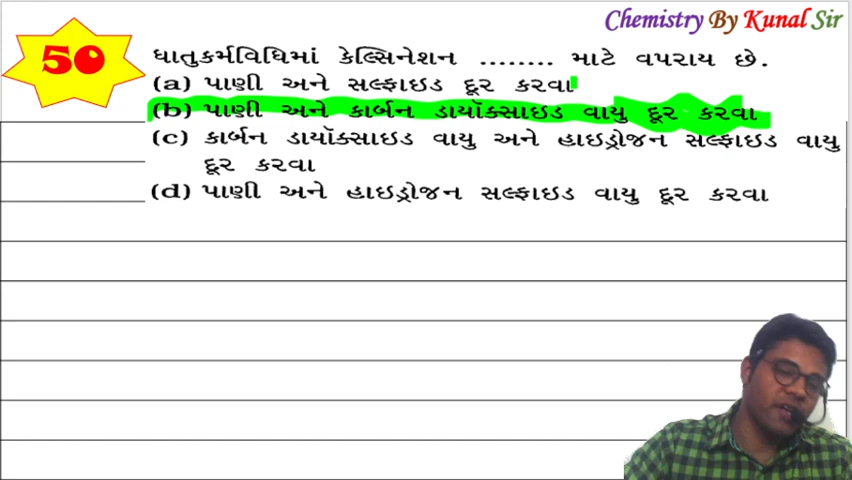 Chemistry By Kunal Sir
50
ધાતુકર્મવિધિમાં કેલ્સિનેશન ........ માટે વપરાય છે.
(a) પાણી અને સલ્ફાઇડ દૂર કરવા
(b) પાણી અને કાર્બન ડાયૉક્સાઇડ વાયુ દૂર કરવા
(c) કાર્બન ડાયૉક્સાઇડ વાયુ અને હાઇડ્રોજન સલ્ફાઇડ વાયુ
દૂર કરવા
(d) પાણી અને હાઇડ્રોજન સલ્ફાઇડ વાયુ દૂર કરવા